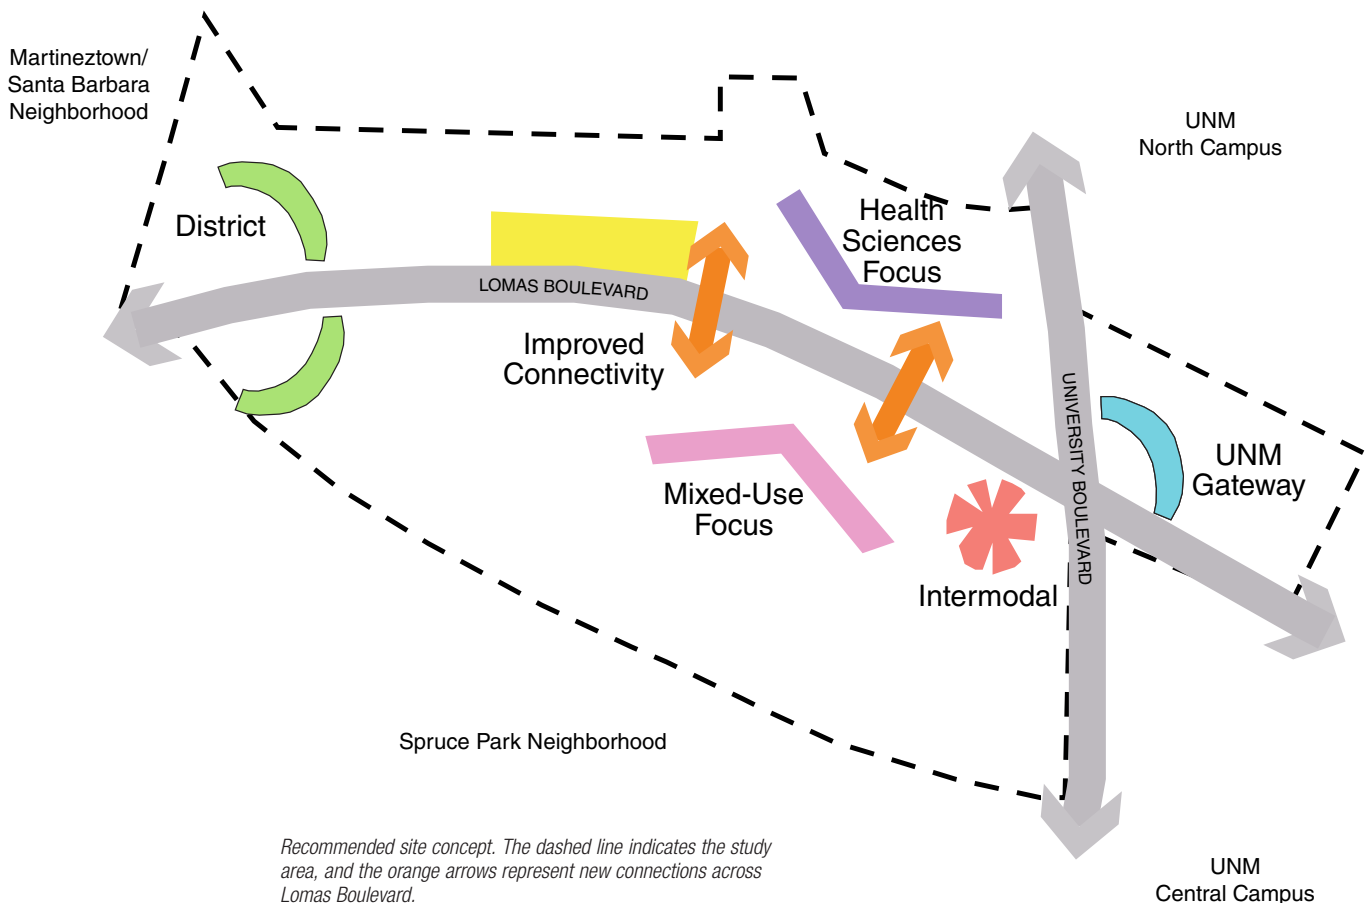 Martineztown/
Santa Barbara
Neighborhood
UNM
North Campus
District
Health
Sciences
Focus
LOMAS BOULEVARD
Improved
Connectivity
UNIVERSITY BOULEVARD
UNM
Gateway
Mixed-Use
Focus
Intermodal
Spruce Park Neighborhood
Recommended site concept. The dashed line indicates the study
area, and the orange arrows represent new connections across
Lomas Boulevard.
UNM
Central Campus